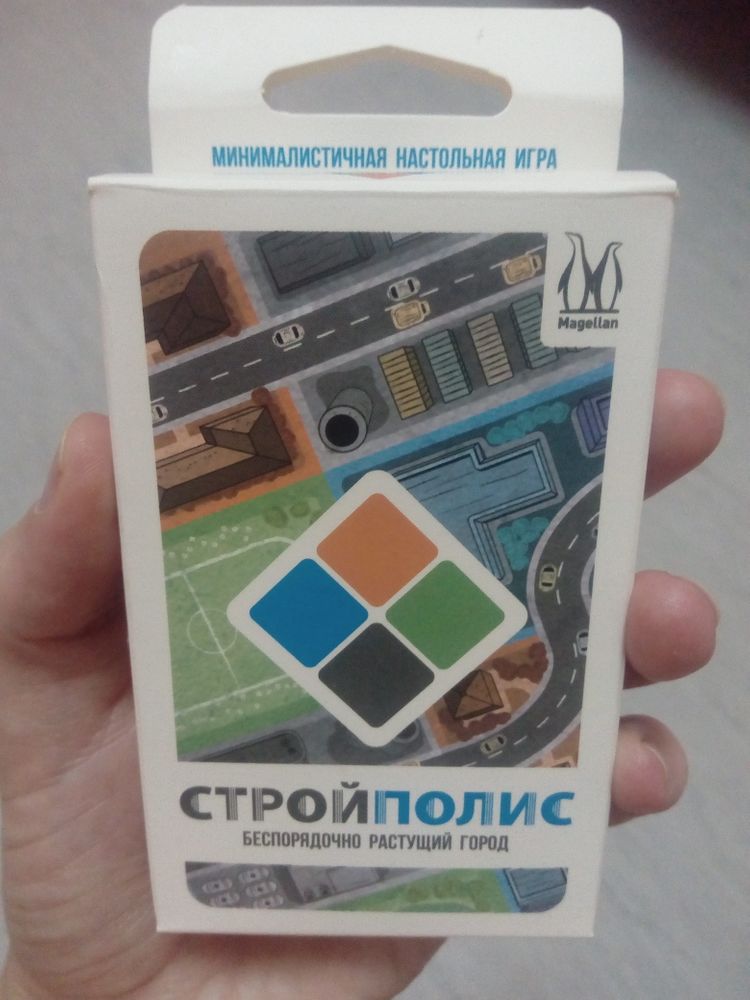 МИНИМАЛИСТИЧНАЯ НАСТОЛЬНАЯ ИГРА
Magellan
СТРОЙПОЛИС
БЕСПОРЯДОЧНО РАСТУЩИЙ ГОРОД